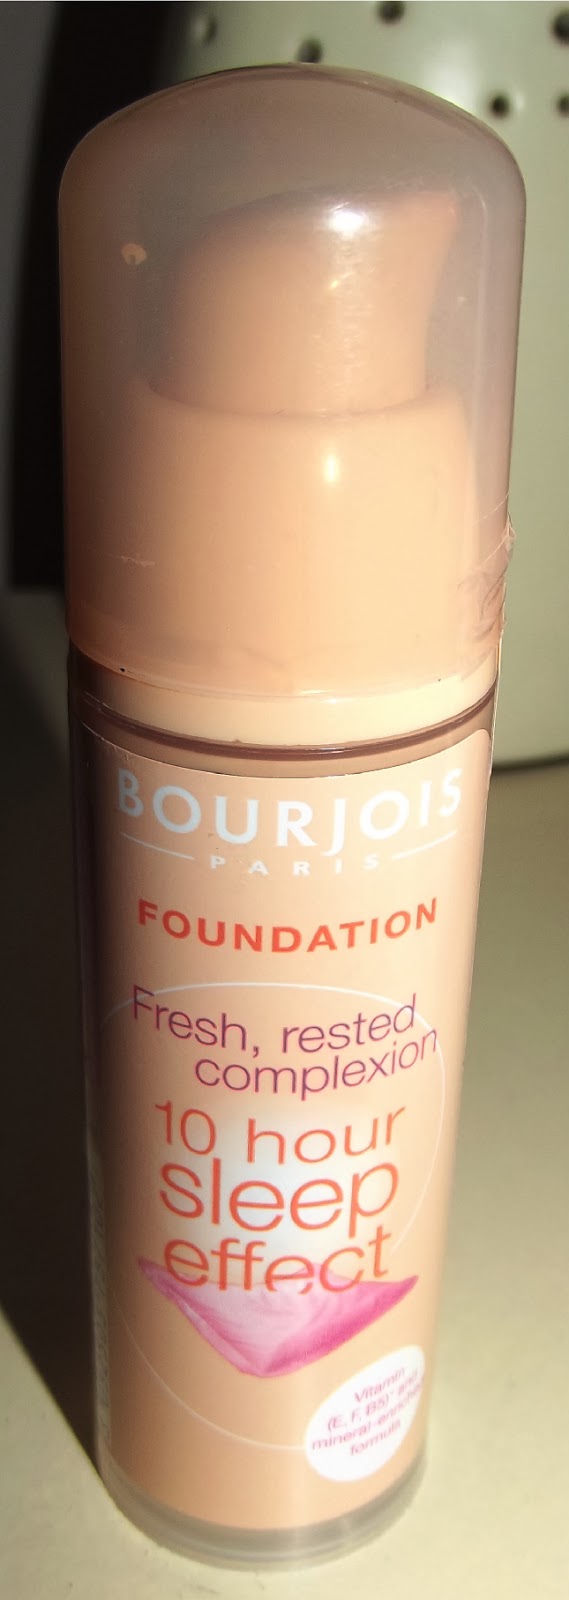 BOURJOIS
PARIS
FOUNDATION
Fresh, rested
complexion
10 hour
sleep
effect
Vitamin
(E, F, B5)* and
mineral-enriched
formula